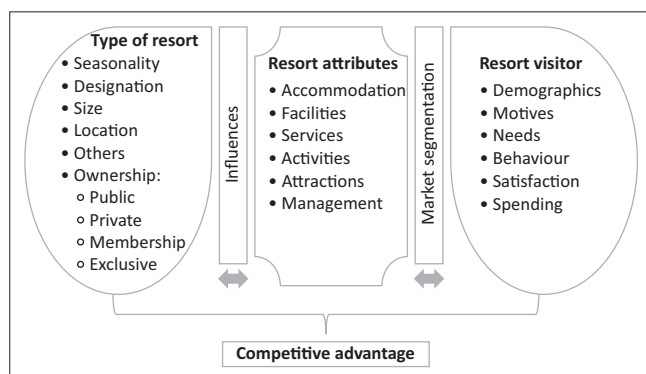 Type of resort
• Seasonality
• Designation
• Size
• Location
• Others
• Ownership:
o Public
o Private
o Membership
o Exclusive
Influences
Resort attributes
• Accommodation
• Facilities
• Services
• Activities
• Attractions
• Management
Market segmentation
Resort visitor
• Demographics
• Motives
• Needs
• Behaviour
• Satisfaction
• Spending
Competitive advantage